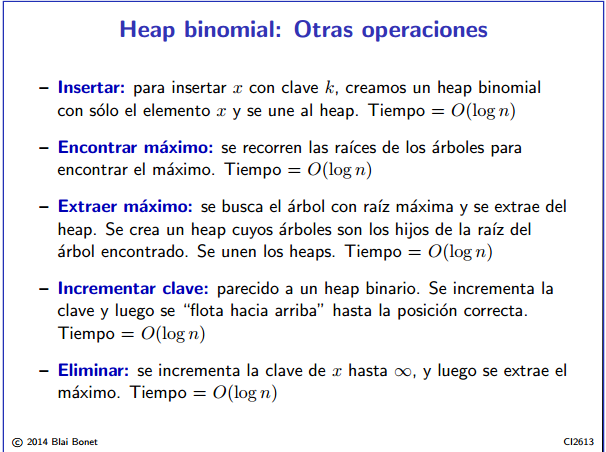 Heap binomial: Otras operaciones
– Insertar: para insertar x con clave k, creamos un heap binomial
con sólo el elemento x y se une al heap. Tiempo = O(log n)
– Encontrar máximo: se recorren las raíces de los árboles para
encontrar el máximo. Tiempo = O(log n)
– Extraer máximo: se busca el árbol con raíz máxima y se extrae del
heap. Se crea un heap cuyos árboles son los hijos de la raíz del
árbol encontrado. Se unen los heaps. Tiempo = O(log n)
– Incrementar clave: parecido a un heap binario. Se incrementa la
clave y luego se “flota hacia arriba” hasta la posición correcta.
Tiempo = O(log n)
– Eliminar: se incrementa la clave de x hasta ∞, y luego se extrae el
máximo. Tiempo = O(log n)
© 2014 Blai Bonet
CI2613